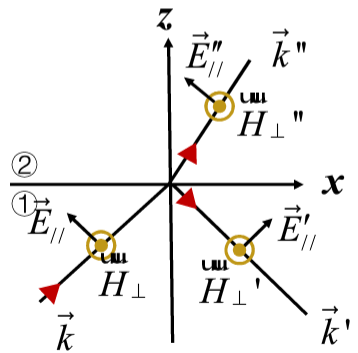 z
E⃗″//
k⃗"
H⊥"
②
x
①
E⃗//
E⃗′//
H⊥
H⊥'
k⃗
k⃗'